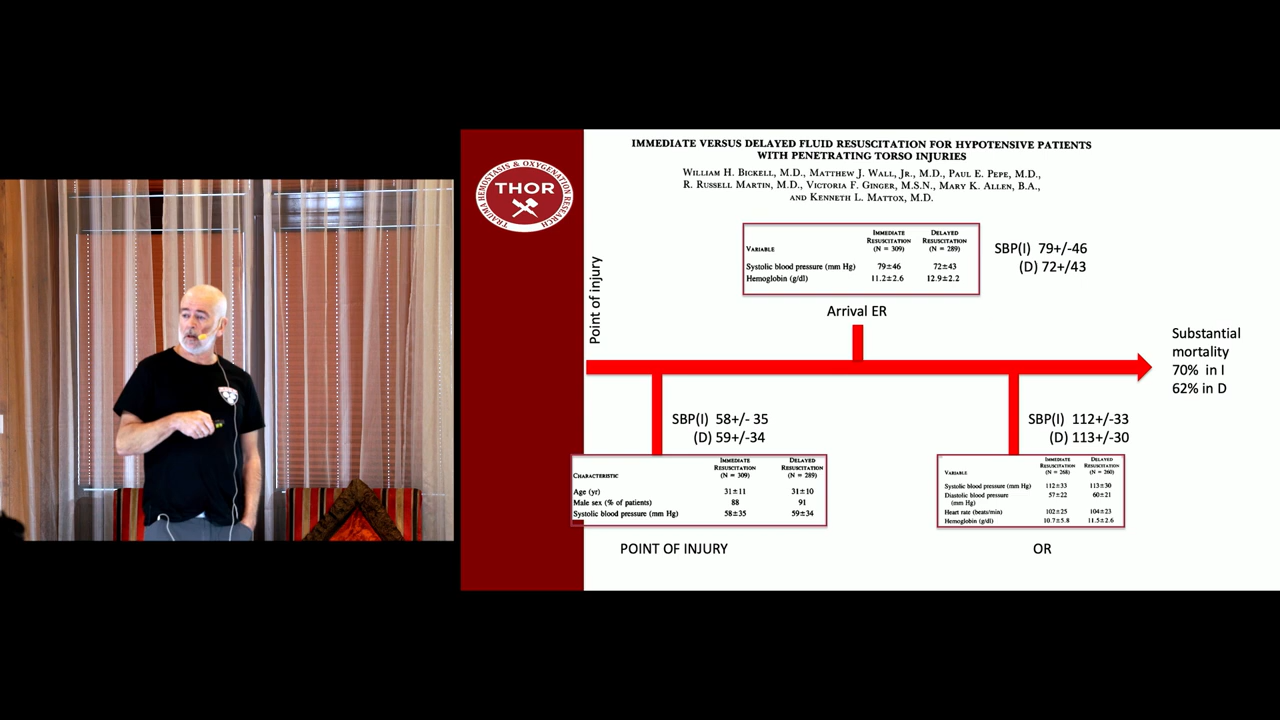 IMMEDIATE VERSUS DELAYED FLUID RESUSCITATION FOR HYPOTENSIVE PATIENTS
WITH PENETRATING TORSO INJURIES
WILLIAM H. BICKELL, M.D., MATTHEW J. WALL, JR., M.D., PAUL E. PEPE, M.D.,
R. RUSSELL MARTIN, M.D., VICTORIA F. GINGER, M.S.N., MARY K. ALLEN, B.A.,
AND KENNETH L. MATTOX, M.D.
TRAUMA HEMOSTASIS & OXYGENATION RESEARCH
THOR
Point of injury
VARIABLE IMMEDIATE RESUSCITATION (N = 309) DELAYED RESUSCITATION (N = 289)
Systolic blood pressure (mm Hg) 79±46 72±43
Hemoglobin (g/dl) 11.2±2.6 12.9±2.2
SBP(I) 79+/-46
(D) 72+/43
Arrival ER
Substantial
mortality
70% in I
62% in D
SBP(I) 58+/- 35
(D) 59+/-34
CHARACTERISTIC IMMEDIATE RESUSCITATION (N = 309) DELAYED RESUSCITATION (N = 289)
Age (yr) 31±11 31±10
Male sex (% of patients) 88 91
Systolic blood pressure (mm Hg) 58±35 59±34
POINT OF INJURY
SBP(I) 112+/-33
(D) 113+/-30
VARIABLE IMMEDIATE RESUSCITATION (N = 268) DELAYED RESUSCITATION (N = 260)
Systolic blood pressure (mm Hg) 112±33 113±30
Diastolic blood pressure (mm Hg) 57±22 60±21
Heart rate (beats/min) 102±25 104±23
Hemoglobin (g/dl) 10.7±5.8 11.5±2.6
OR